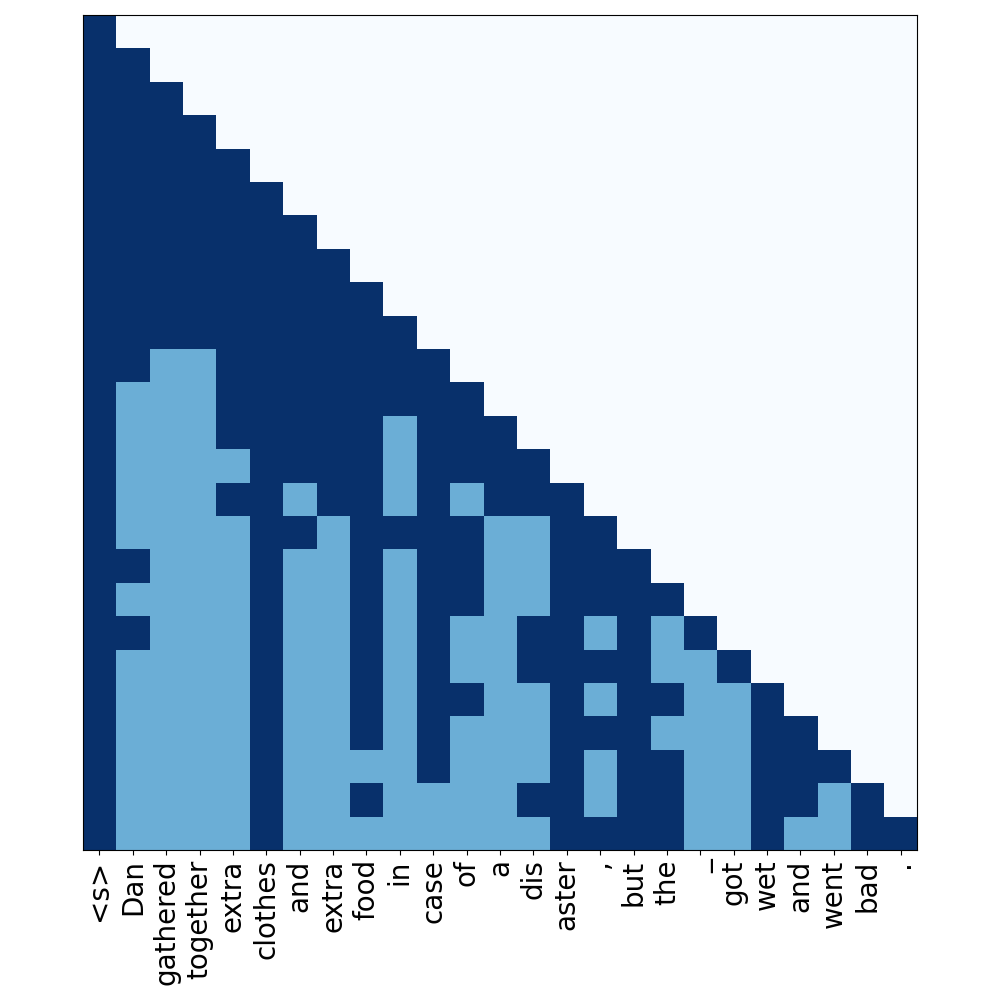 <s> Dan gathered together extra clothes and extra food in case of a dis aster , but the _ got wet and went bad .